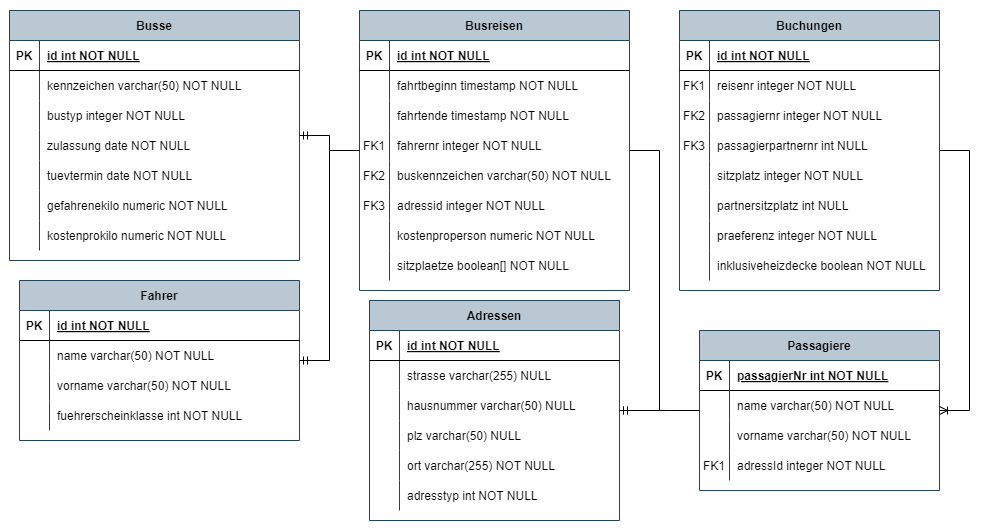 Busse
PK id int NOT NULL
kennzeichen varchar(50) NOT NULL
bustyp integer NOT NULL
zulassung date NOT NULL
tuevtermin date NOT NULL
gefahrenekilo numeric NOT NULL
kostenprokilo numeric NOT NULL
Busreisen
PK id int NOT NULL
fahrtbeginn timestamp NOT NULL
fahrtende timestamp NOT NULL
FK1 fahrernr integer NOT NULL
FK2 buskennzeichen varchar(50) NOT NULL
FK3 adressid integer NOT NULL
kostenproperson numeric NOT NULL
sitzplaetze boolean[] NOT NULL
Buchungen
PK id int NOT NULL
FK1 reisenr integer NOT NULL
FK2 passagiernr integer NOT NULL
FK3 passagierpartnernr int NULL
sitzplatz integer NOT NULL
partnersitzplatz int NULL
praeferenz integer NOT NULL
inklusiveheizdecke boolean NOT NULL
Fahrer
PK id int NOT NULL
name varchar(50) NOT NULL
vorname varchar(50) NOT NULL
fuehrerscheinklasse int NOT NULL
Adressen
PK id int NOT NULL
strasse varchar(255) NULL
hausnummer varchar(50) NULL
plz varchar(50) NULL
ort varchar(255) NOT NULL
adresstyp int NOT NULL
Passagiere
PK passagierNr int NOT NULL
name varchar(50) NOT NULL
vorname varchar(50) NOT NULL
FK1 adressId integer NOT NULL